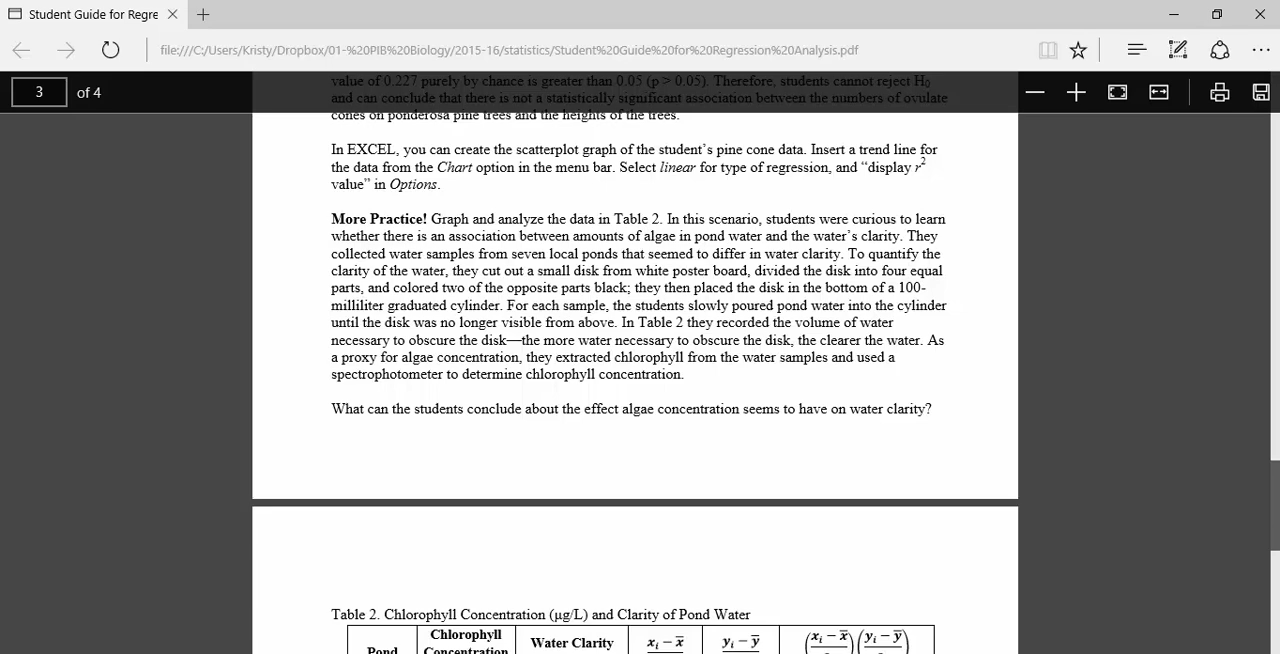 Student Guide for Regre
file:///C:/Users/Kristy/Dropbox/01-%20PIB%20Biology/2015-16/statistics/Student%20Guide%20for%20Regression%20Analysis.pdf
3 of 4
value of 0.227 purely by chance is greater than 0.05 (p > 0.05). Therefore, students cannot reject H₀
and can conclude that there is not a statistically significant association between the numbers of ovulate
cones on ponderosa pine trees and the heights of the trees.
In EXCEL, you can create the scatterplot graph of the student’s pine cone data. Insert a trend line for
the data from the Chart option in the menu bar. Select linear for type of regression, and “display r²
value” in Options.
More Practice! Graph and analyze the data in Table 2. In this scenario, students were curious to learn
whether there is an association between amounts of algae in pond water and the water’s clarity. They
collected water samples from seven local ponds that seemed to differ in water clarity. To quantify the
clarity of the water, they cut out a small disk from white poster board, divided the disk into four equal
parts, and colored two of the opposite parts black; they then placed the disk in the bottom of a 100-
milliliter graduated cylinder. For each sample, the students slowly poured pond water into the cylinder
until the disk was no longer visible from above. In Table 2 they recorded the volume of water
necessary to obscure the disk—the more water necessary to obscure the disk, the clearer the water. As
a proxy for algae concentration, they extracted chlorophyll from the water samples and used a
spectrophotometer to determine chlorophyll concentration.
What can the students conclude about the effect algae concentration seems to have on water clarity?
Table 2. Chlorophyll Concentration (µg/L) and Clarity of Pond Water
Pond
Chlorophyll
Concentration
Water Clarity
xᵢ − x̅
yᵢ − y̅
(xᵢ − x̅)(yᵢ − y̅)